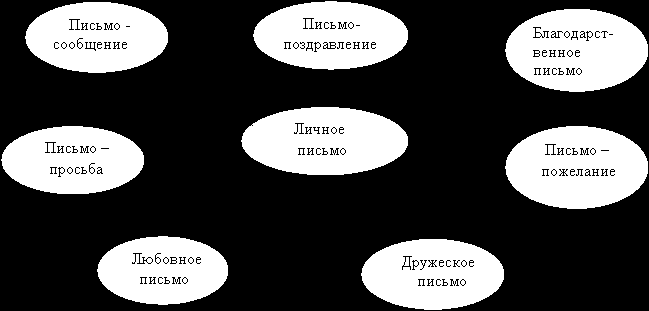 Письмо -
сообщение
Письмо-
поздравление
Благодарст-
венное
письмо
Письмо –
просьба
Личное
письмо
Письмо –
пожелание
Любовное
письмо
Дружеское
письмо